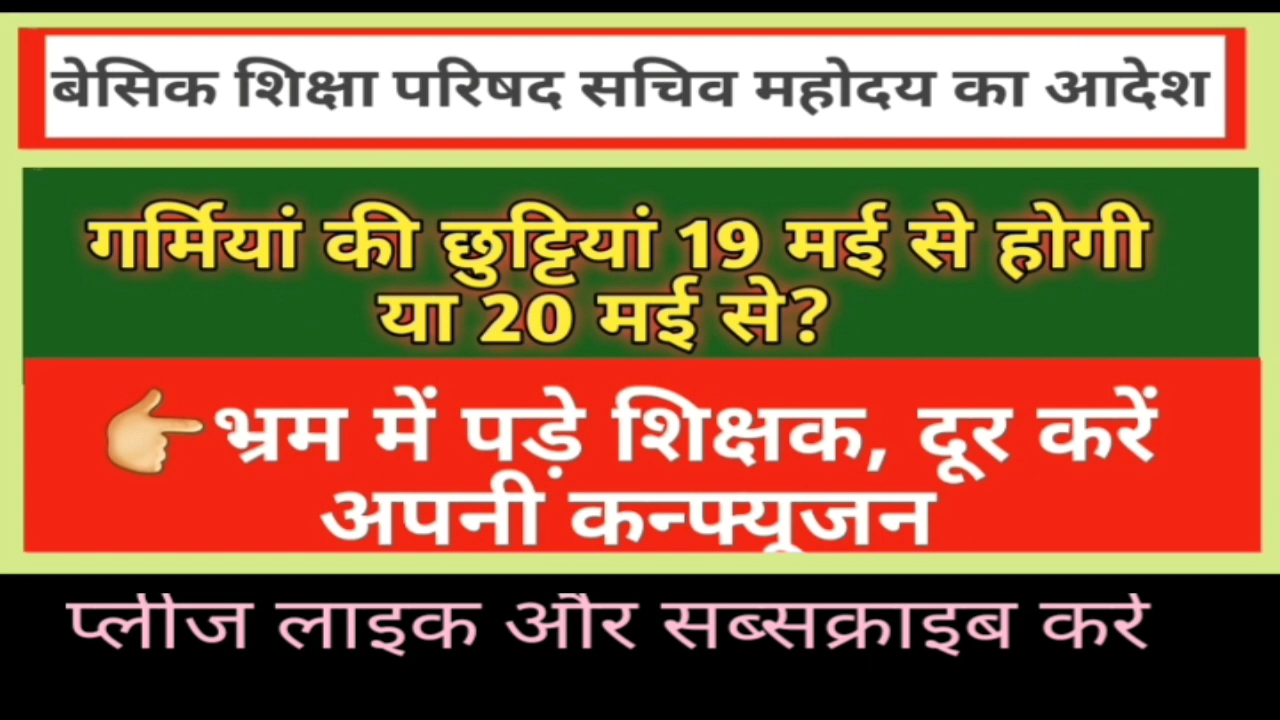 बेसिक शिक्षा परिषद सचिव महोदय का आदेश
गर्मियां की छुट्टियां 19 मई से होगी
या 20 मई से?
भ्रम में पड़े शिक्षक, दूर करें
अपनी कन्फ्यूजन
प्लीज लाइक और सब्सक्राइब करें